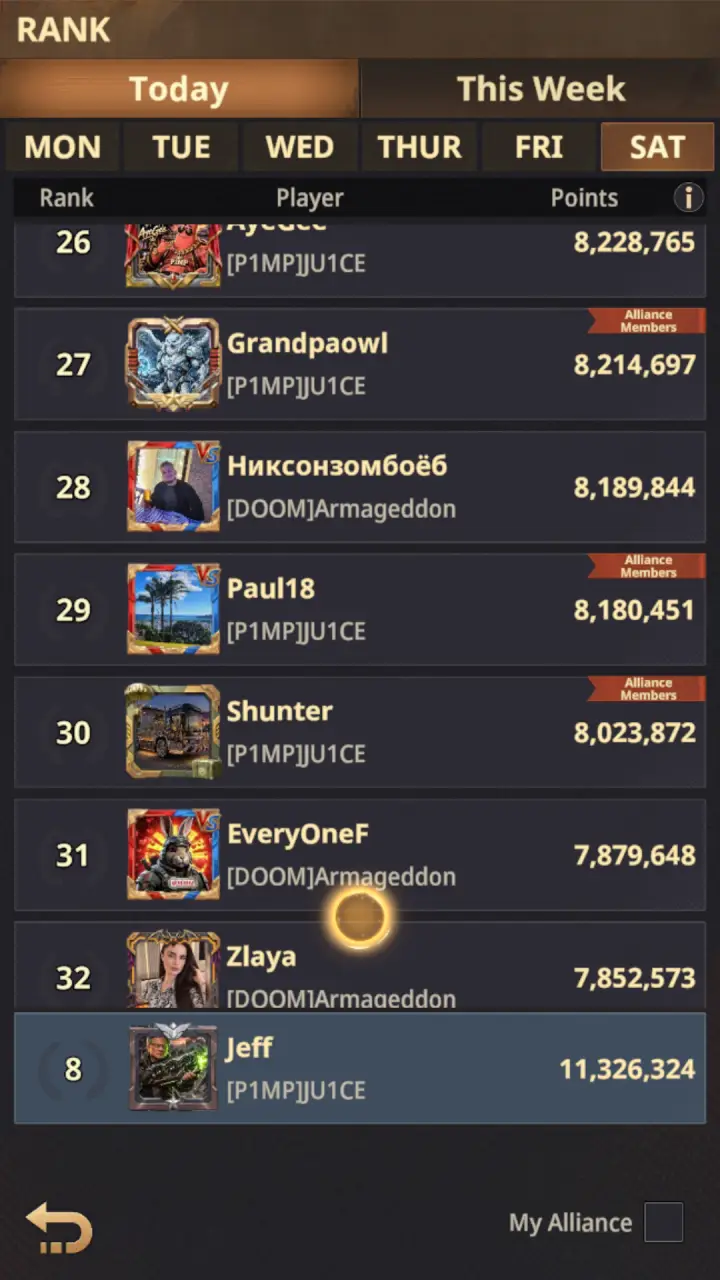 RANK
Today
This Week
MON
TUE
WED
THUR
FRI
SAT
Rank
Player
Points
26
AyeGee
[P1MP]JU1CE
8,228,765
Alliance
Members
27
Grandpaowl
[P1MP]JU1CE
8,214,697
28
Никсонзомбоёб
[DOOM]Armageddon
8,189,844
Alliance
Members
29
Paul18
[P1MP]JU1CE
8,180,451
Alliance
Members
30
Shunter
[P1MP]JU1CE
8,023,872
31
EveryOneF
[DOOM]Armageddon
7,879,648
32
Zlaya
[DOOM]Armageddon
7,852,573
8
Jeff
[P1MP]JU1CE
11,326,324
My Alliance